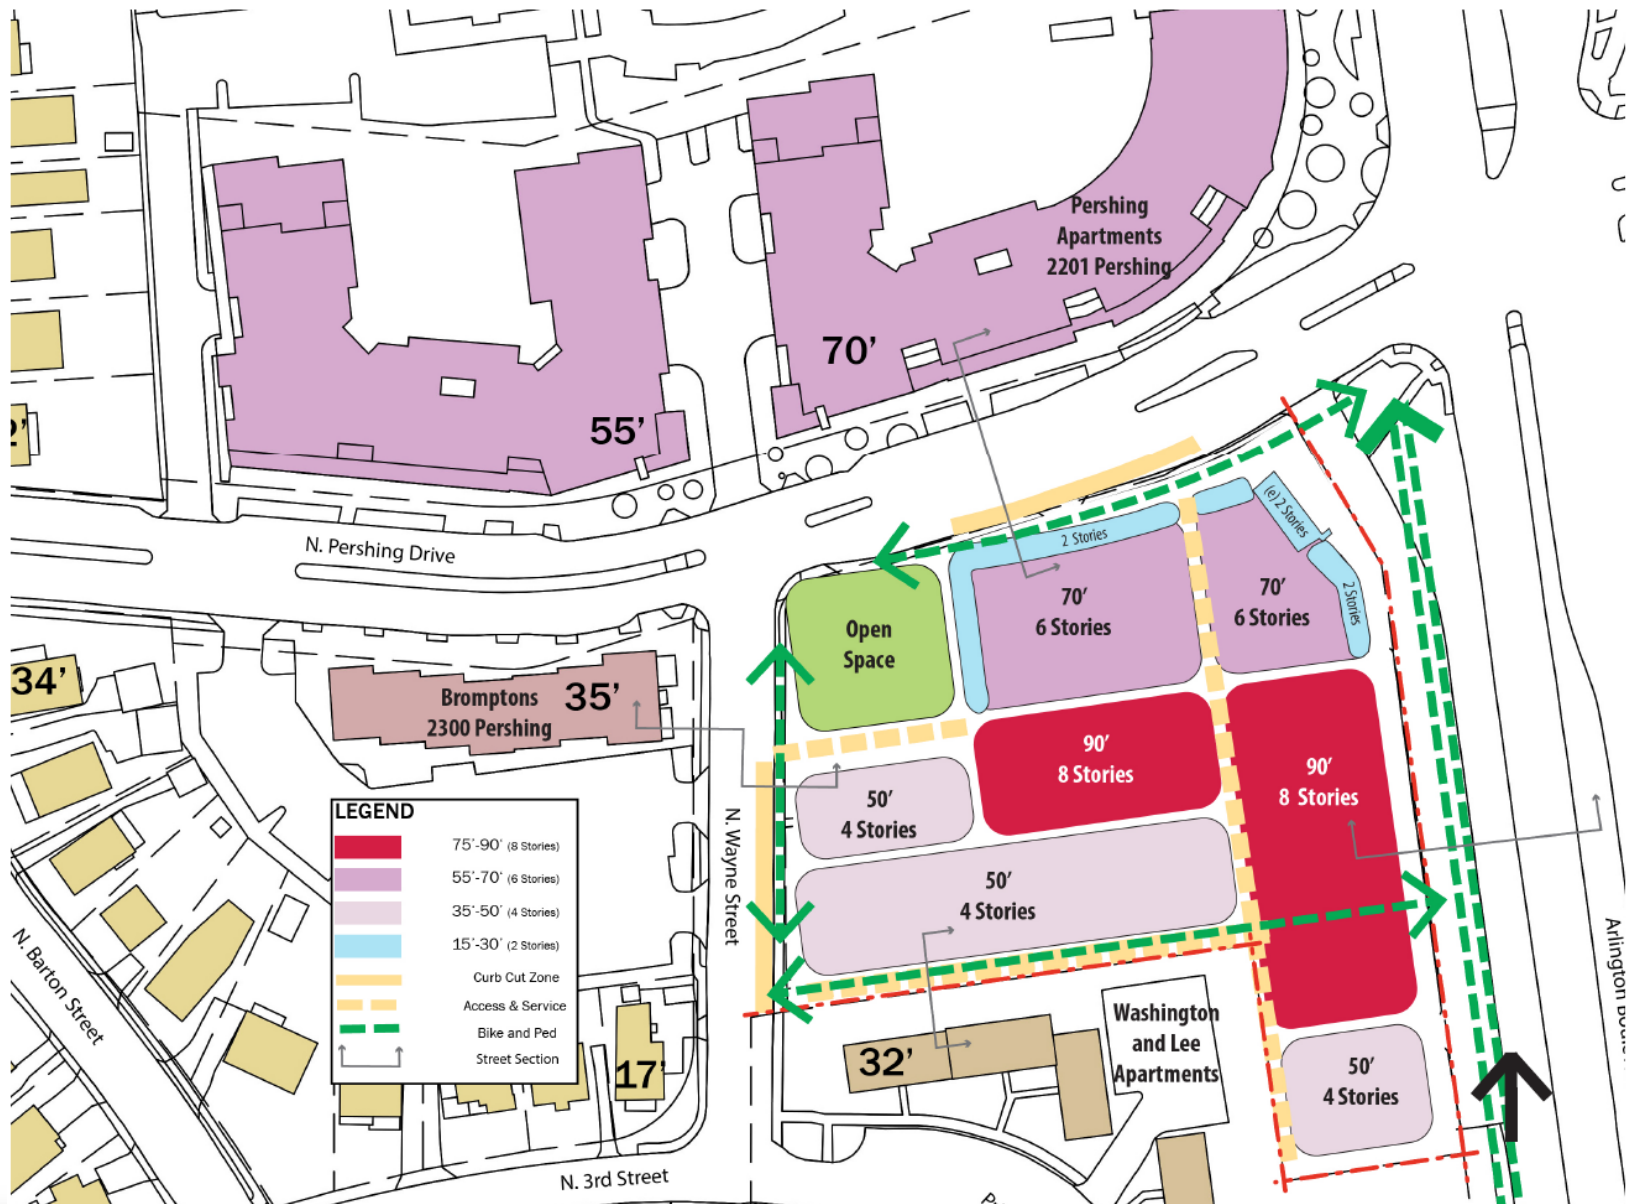 Pershing
Apartments
2201 Pershing
70’
55’
2’
N. Pershing Drive
(e) 2 Stories
2 Stories
2 Stories
70’
6 Stories
70’
6 Stories
Open
Space
34’
Bromptons
2300 Pershing
35’
90’
8 Stories
90’
8 Stories
50’
4 Stories
50’
4 Stories
N. Wayne Street
LEGEND
75’-90’ (8 Stories)
55’-70’ (6 Stories)
35’-50’ (4 Stories)
15’-30’ (2 Stories)
Curb Cut Zone
Access & Service
Bike and Ped
Street Section
N. Barton Street
Arlington
17’
32’
Washington
and Lee
Apartments
50’
4 Stories
N. 3rd Street